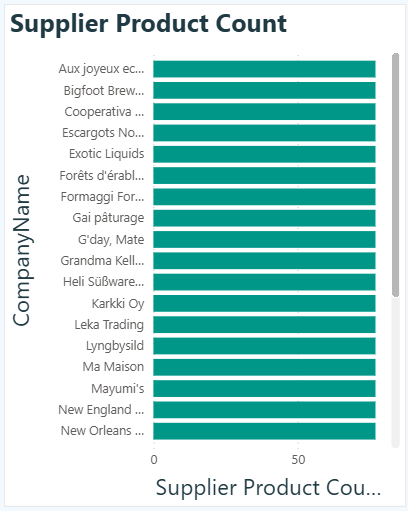 Supplier Product Count
CompanyName
Aux joyeux ec...
Bigfoot Brew...
Cooperativa ...
Escargots No...
Exotic Liquids
Forêts d'érabl...
Formaggi For...
Gai pâturage
G'day, Mate
Grandma Kell...
Heli Süßware...
Karkki Oy
Leka Trading
Lyngbysild
Ma Maison
Mayumi's
New England ...
New Orleans ...
0 50
Supplier Product Cou...